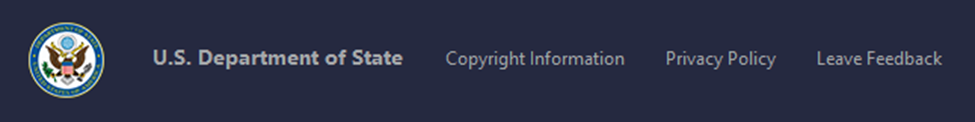 U.S. Department of State Copyright Information Privacy Policy Leave Feedback